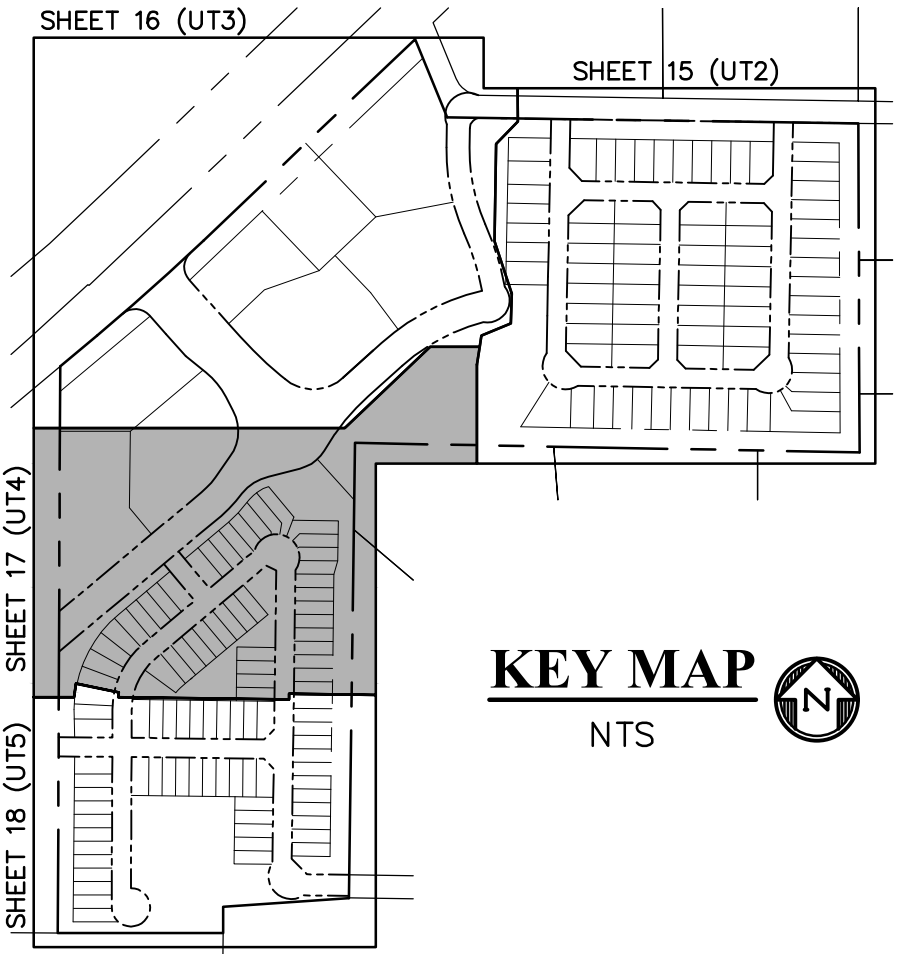 SHEET 16 (UT3)
SHEET 15 (UT2)
SHEET 17 (UT4)
SHEET 18 (UT5)
KEY MAP
NTS
N